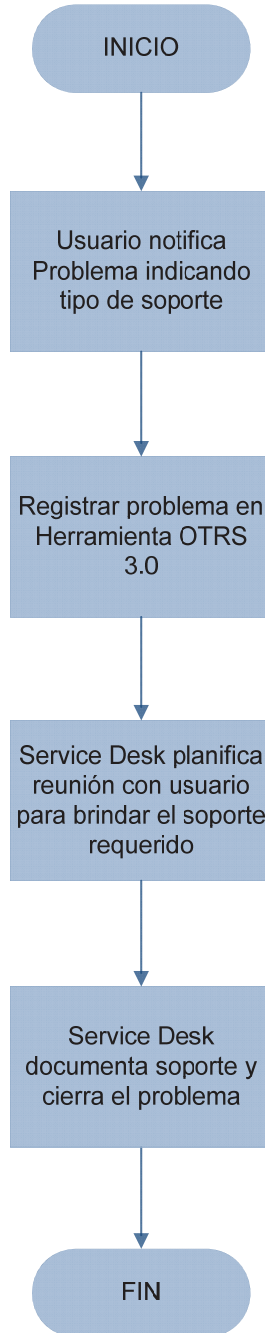 INICIO
Usuario notifica
Problema indicando
tipo de soporte
Registrar problema en
Herramienta OTRS
3.0
Service Desk planifica
reunión con usuario
para brindar el soporte
requerido
Service Desk
documenta soporte y
cierra el problema
FIN